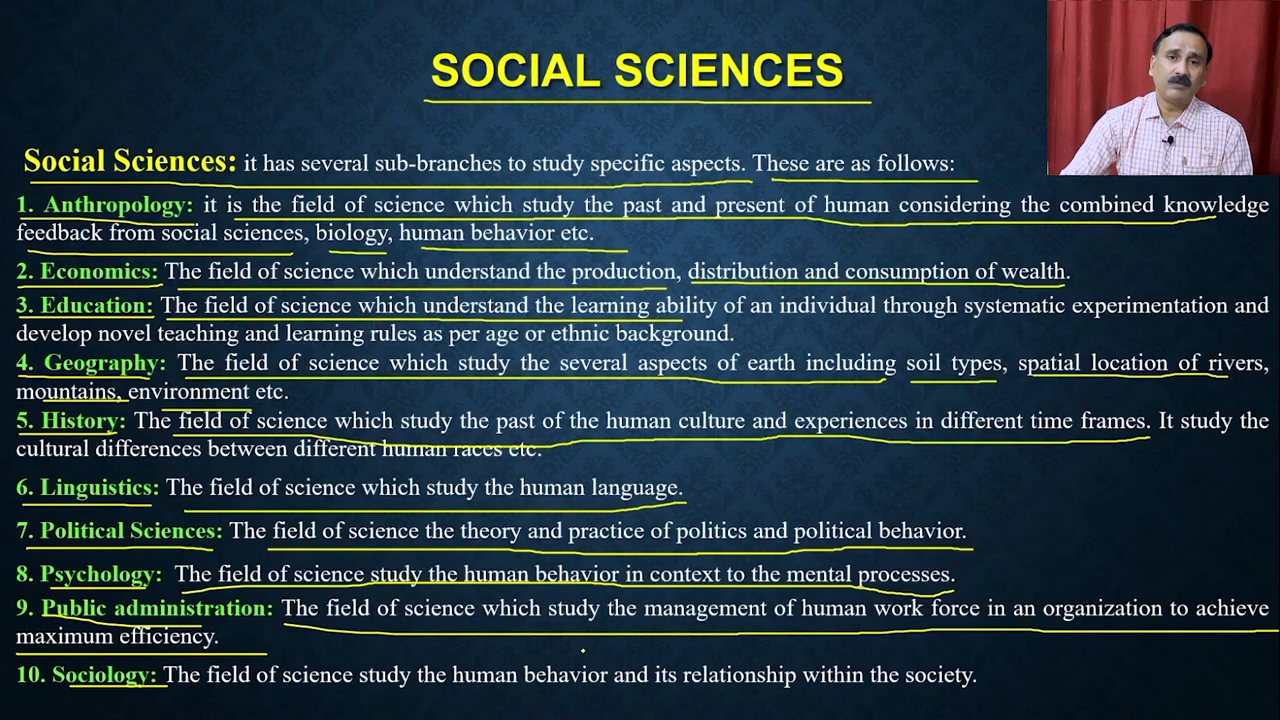 SOCIAL SCIENCES
Social Sciences: it has several sub-branches to study specific aspects. These are as follows:
1. Anthropology: it is the field of science which study the past and present of human considering the combined knowledge
feedback from social sciences, biology, human behavior etc.
2. Economics: The field of science which understand the production, distribution and consumption of wealth.
3. Education: The field of science which understand the learning ability of an individual through systematic experimentation and
develop novel teaching and learning rules as per age or ethnic background.
4. Geography: The field of science which study the several aspects of earth including soil types, spatial location of rivers,
mountains, environment etc.
5. History: The field of science which study the past of the human culture and experiences in different time frames. It study the
cultural differences between different human races etc.
6. Linguistics: The field of science which study the human language.
7. Political Sciences: The field of science the theory and practice of politics and political behavior.
8. Psychology: The field of science study the human behavior in context to the mental processes.
9. Public administration: The field of science which study the management of human work force in an organization to achieve
maximum efficiency.
10. Sociology: The field of science study the human behavior and its relationship within the society.